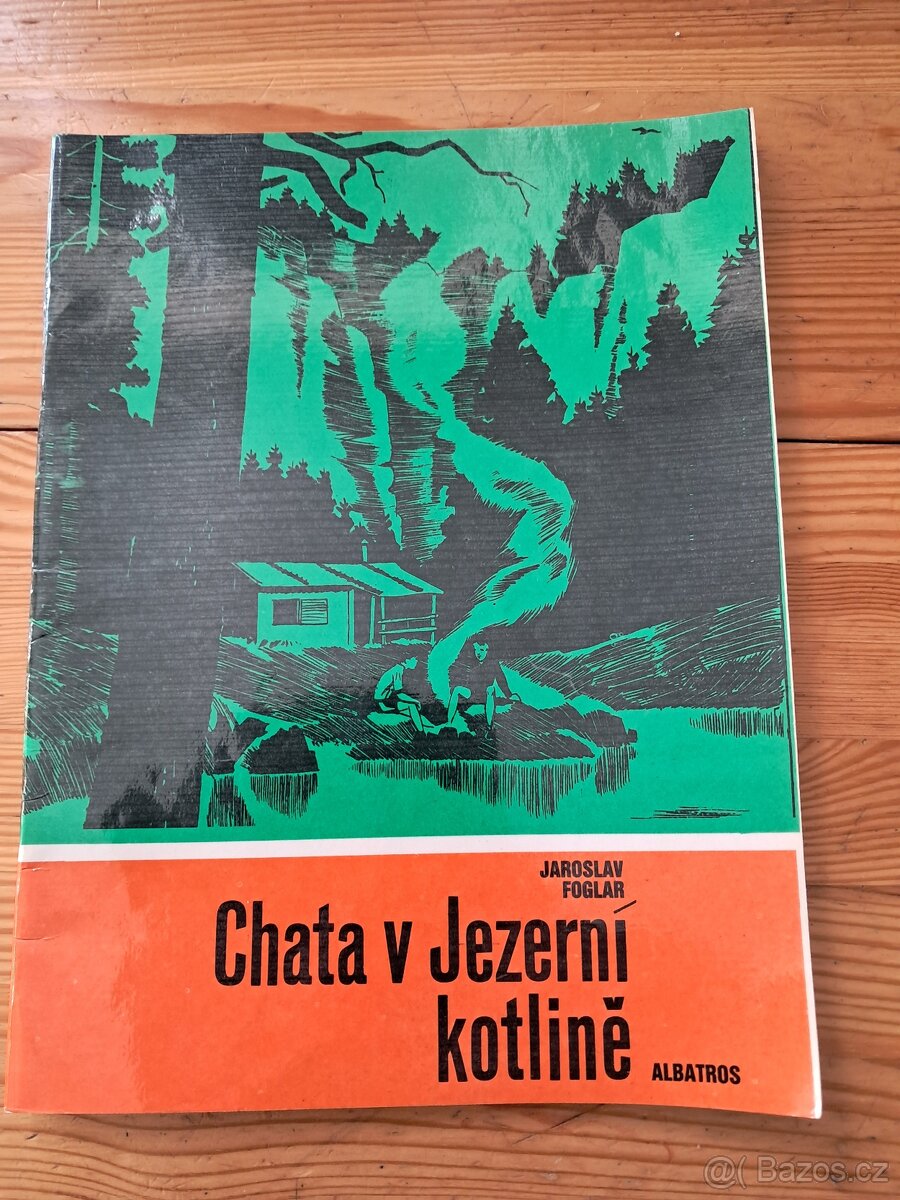 JAROSLAV
FOGLAR
Chata v Jezerní
kotlině
ALBATROS
@( Bazos.cz